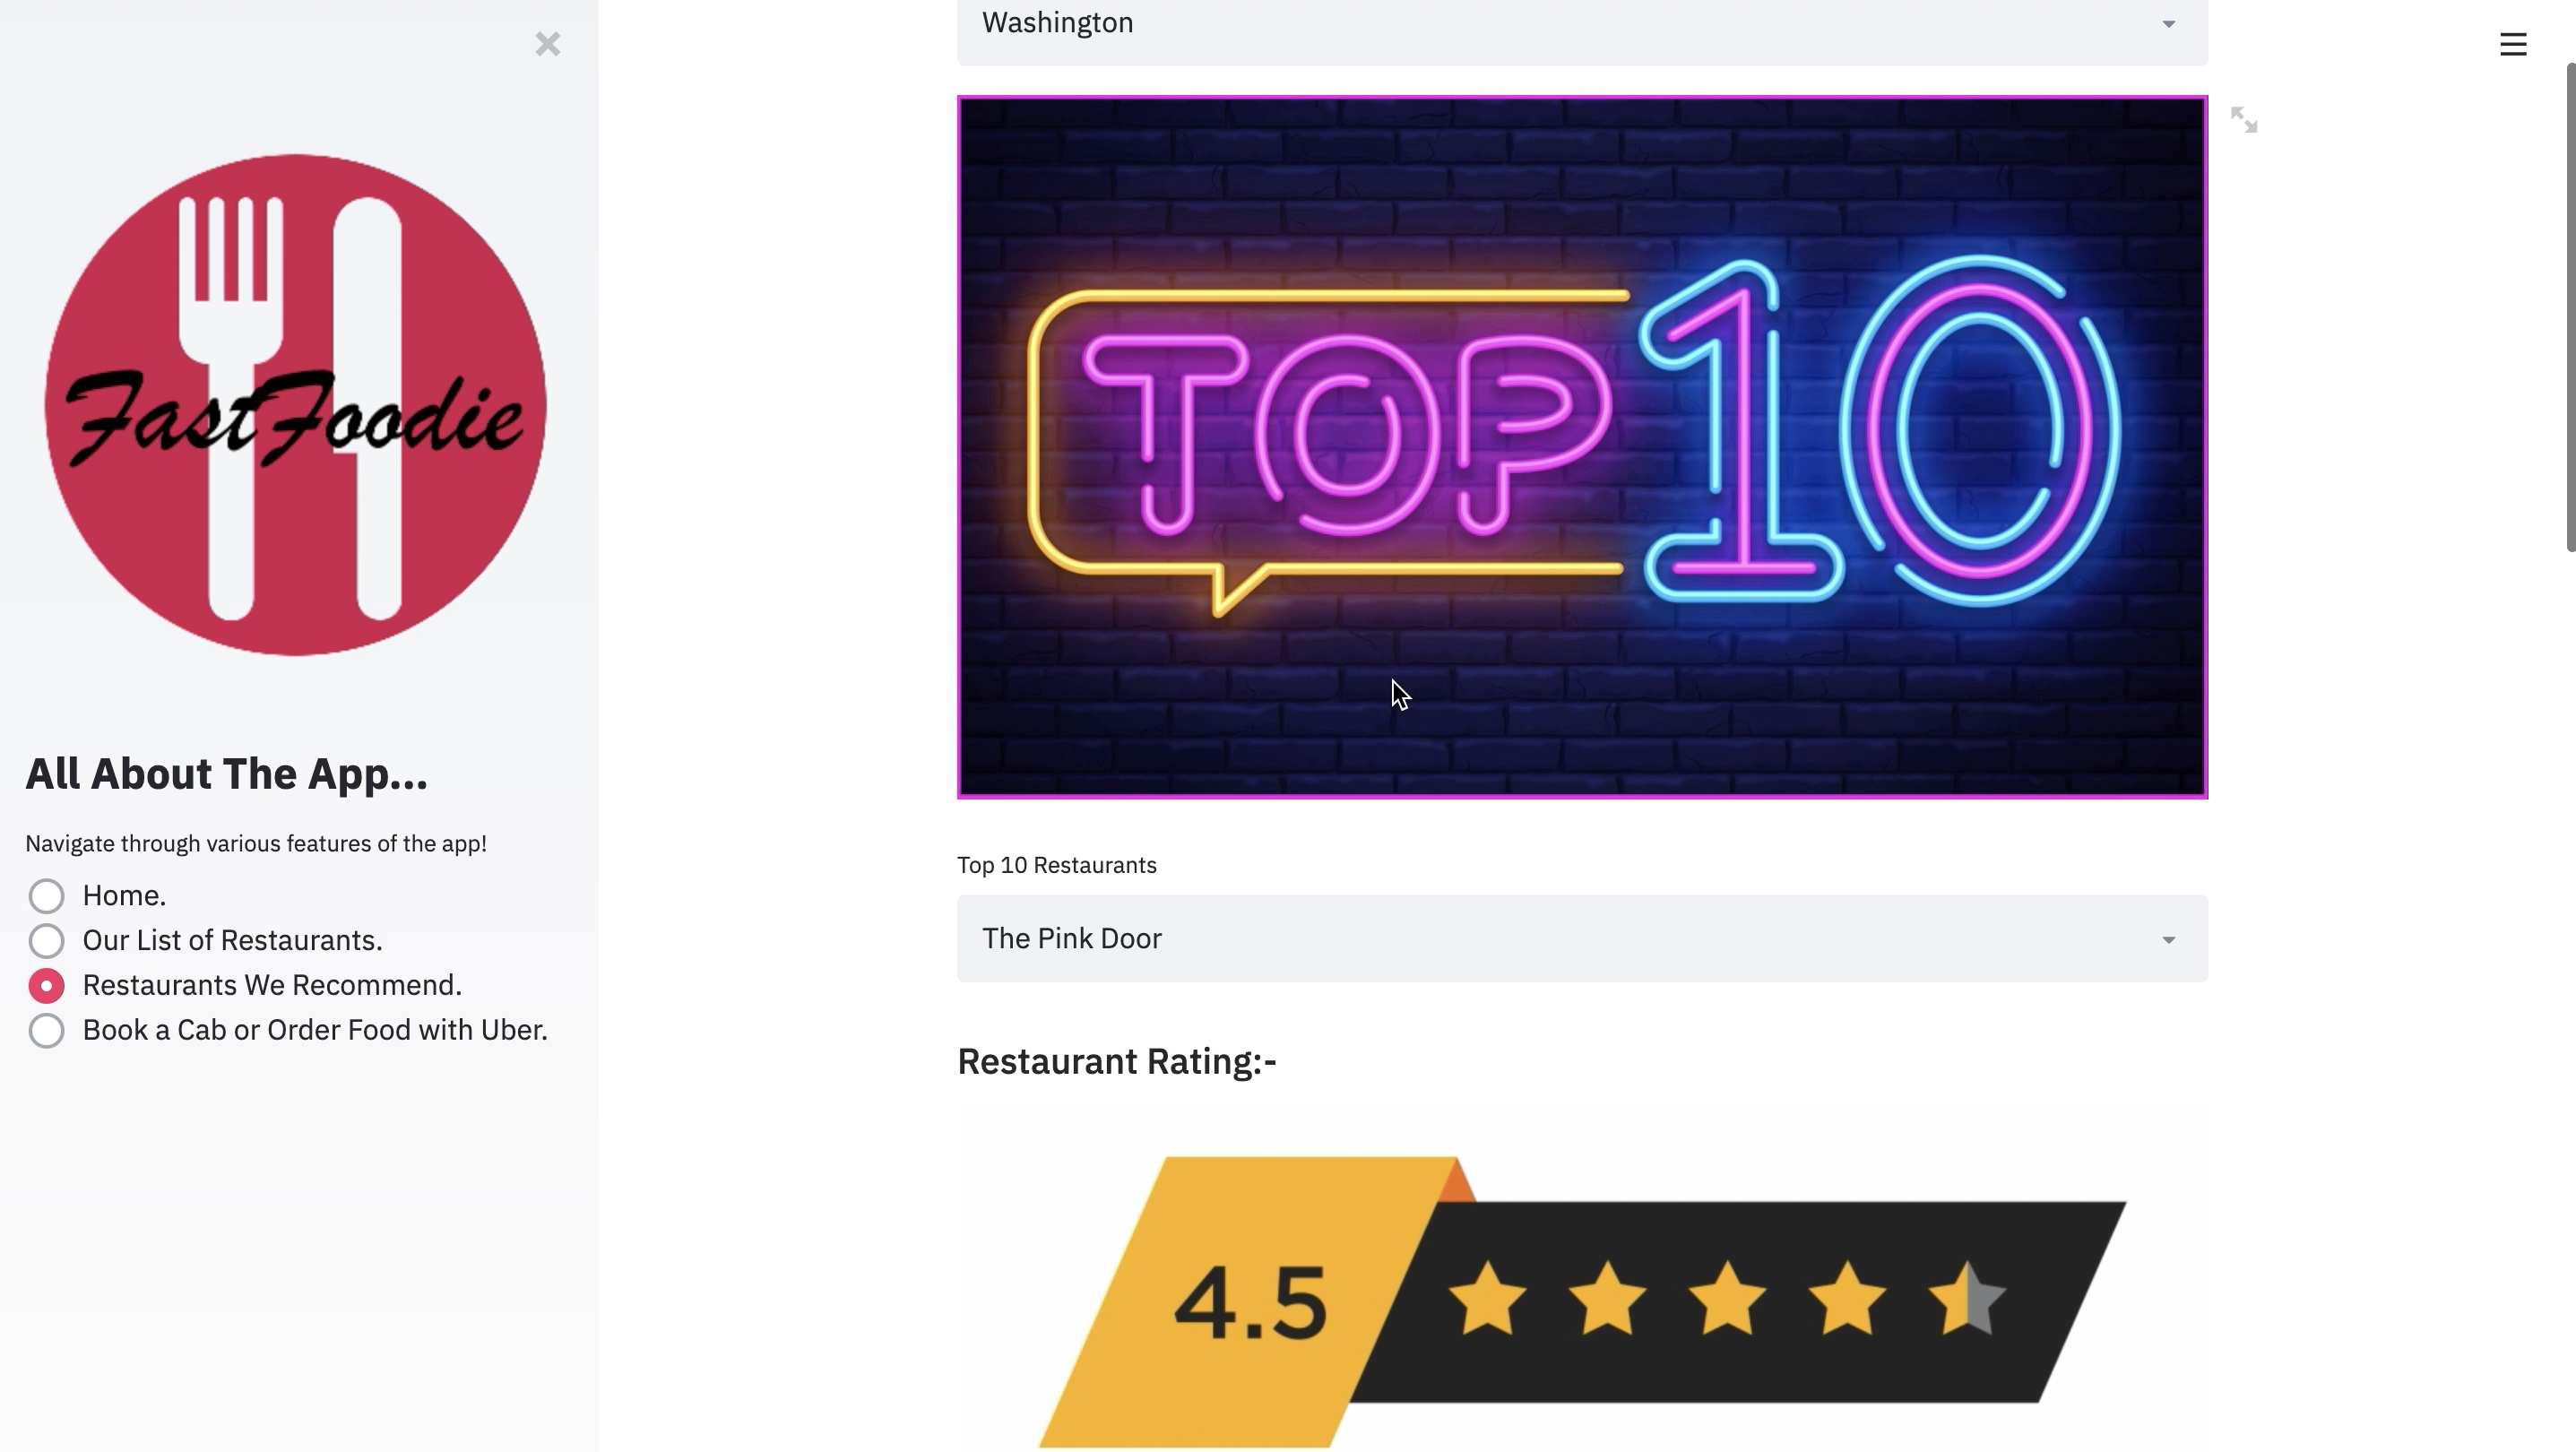 FastFoodie
All About The App...
Navigate through various features of the app!
Home.
Our List of Restaurants.
Restaurants We Recommend.
Book a Cab or Order Food with Uber.
Washington
TOP 10
Top 10 Restaurants
The Pink Door
Restaurant Rating:-
4.5